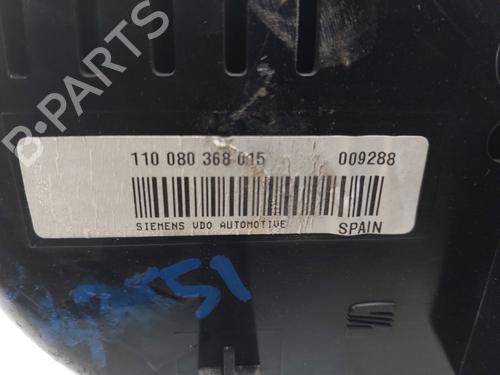 B-PARTS
110 080 368 015 009288
SIEMENS VDO AUTOMOTIVE SPAIN